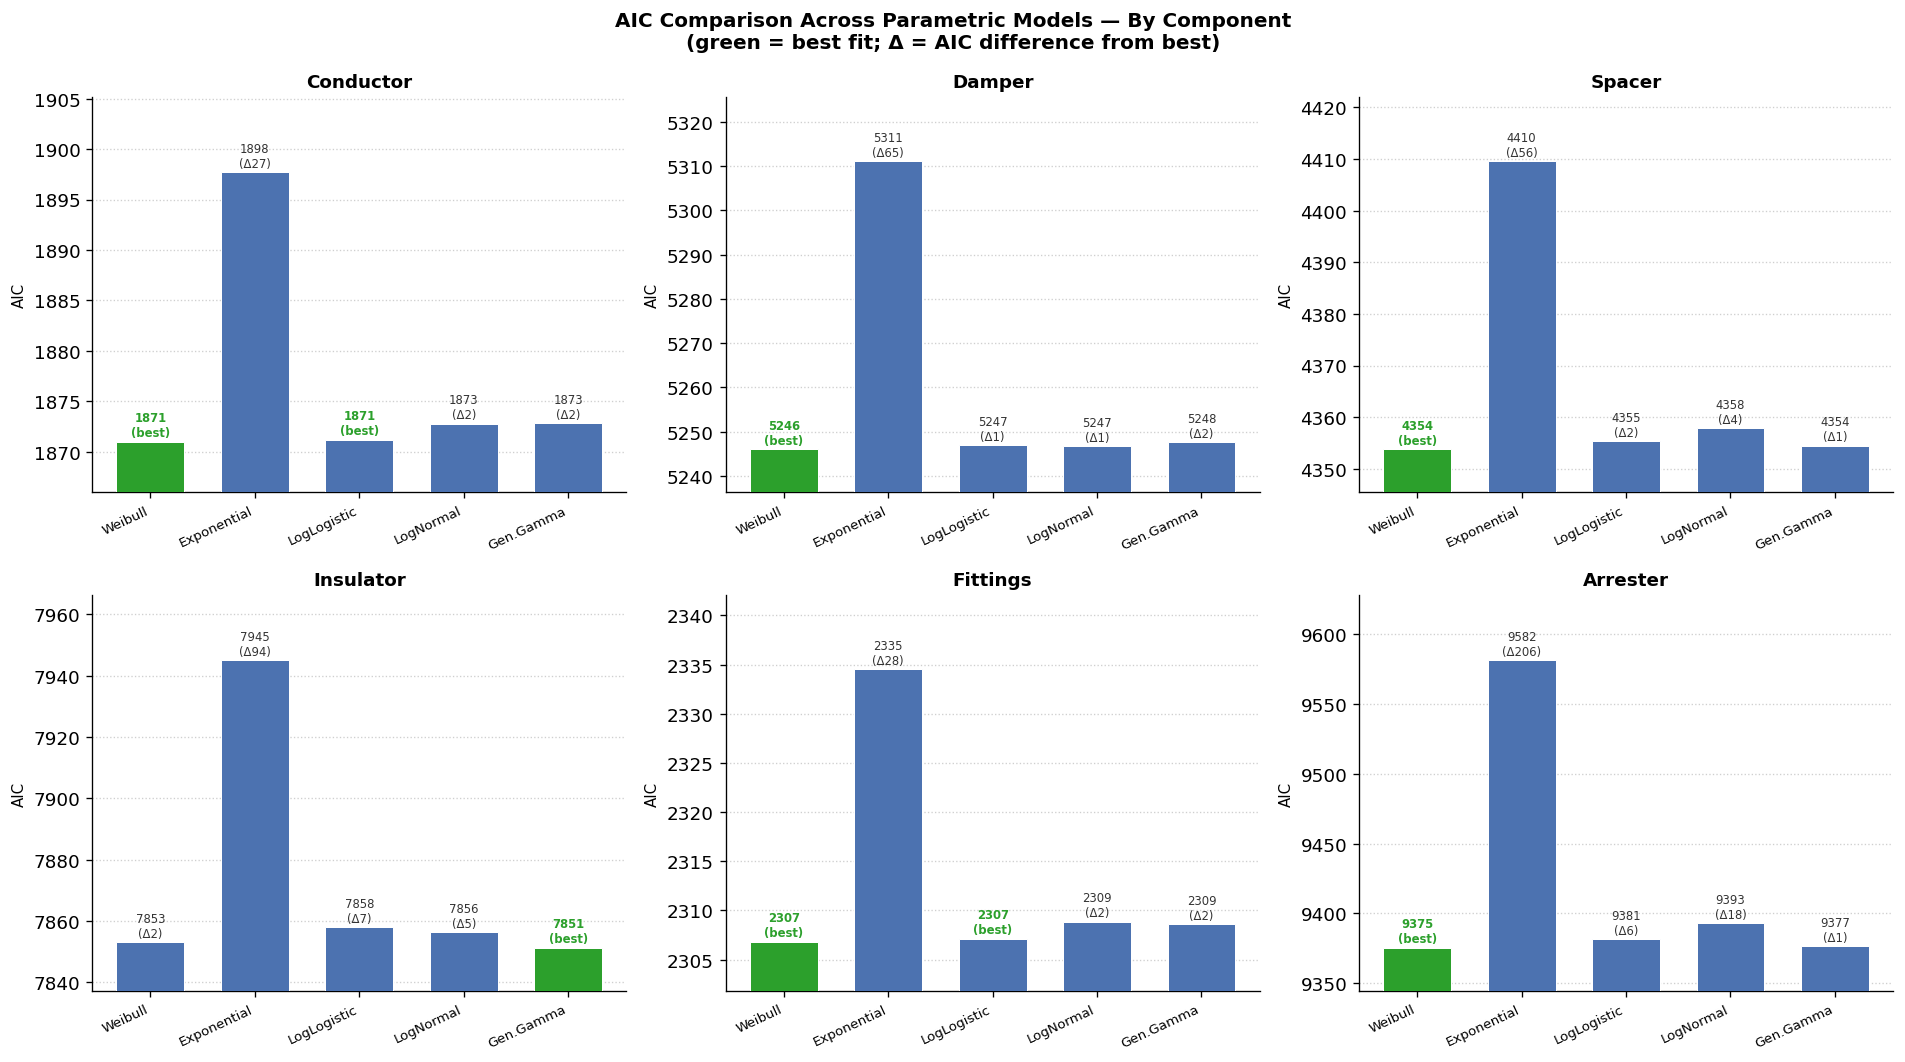 AIC Comparison Across Parametric Models — By Component
(green = best fit; Δ = AIC difference from best)
Conductor
AIC
1905
1900
1895
1890
1885
1880
1875
1870
1871
(best)
1898
(Δ27)
1871
(best)
1873
(Δ2)
1873
(Δ2)
Weibull
Exponential
LogLogistic
LogNormal
Gen.Gamma
Damper
AIC
5320
5310
5300
5290
5280
5270
5260
5250
5240
5246
(best)
5311
(Δ65)
5247
(Δ1)
5247
(Δ1)
5248
(Δ2)
Weibull
Exponential
LogLogistic
LogNormal
Gen.Gamma
Spacer
AIC
4420
4410
4400
4390
4380
4370
4360
4350
4354
(best)
4410
(Δ56)
4355
(Δ2)
4358
(Δ4)
4354
(Δ1)
Weibull
Exponential
LogLogistic
LogNormal
Gen.Gamma
Insulator
AIC
7960
7940
7920
7900
7880
7860
7840
7853
(Δ2)
7945
(Δ94)
7858
(Δ7)
7856
(Δ5)
7851
(best)
Weibull
Exponential
LogLogistic
LogNormal
Gen.Gamma
Fittings
AIC
2340
2335
2330
2325
2320
2315
2310
2305
2307
(best)
2335
(Δ28)
2307
(best)
2309
(Δ2)
2309
(Δ2)
Weibull
Exponential
LogLogistic
LogNormal
Gen.Gamma
Arrester
AIC
9600
9550
9500
9450
9400
9350
9375
(best)
9582
(Δ206)
9381
(Δ6)
9393
(Δ18)
9377
(Δ1)
Weibull
Exponential
LogLogistic
LogNormal
Gen.Gamma